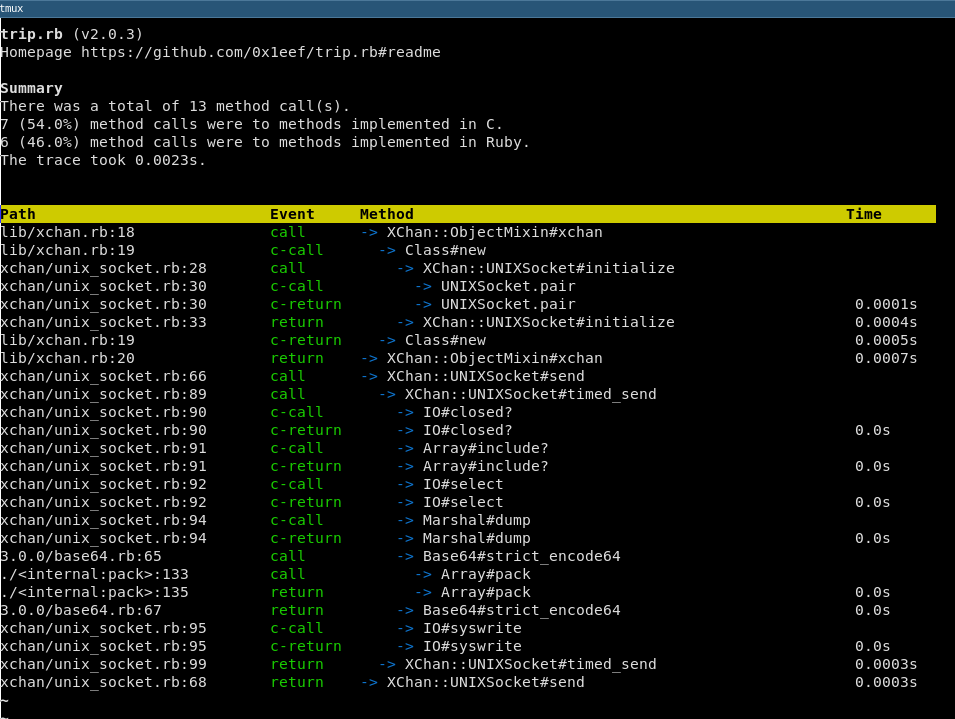 tmux
trip.rb (v2.0.3)
Homepage https://github.com/0x1eef/trip.rb#readme
Summary
There was a total of 13 method call(s).
7 (54.0%) method calls were to methods implemented in C.
6 (46.0%) method calls were to methods implemented in Ruby.
The trace took 0.0023s.
Path Event Method Time
lib/xchan.rb:18 call -> XChan::ObjectMixin#xchan
lib/xchan.rb:19 c-call -> Class#new
xchan/unix_socket.rb:28 call -> XChan::UNIXSocket#initialize
xchan/unix_socket.rb:30 c-call -> UNIXSocket.pair
xchan/unix_socket.rb:30 c-return -> UNIXSocket.pair 0.0001s
xchan/unix_socket.rb:33 return -> XChan::UNIXSocket#initialize 0.0004s
lib/xchan.rb:19 c-return -> Class#new 0.0005s
lib/xchan.rb:20 return -> XChan::ObjectMixin#xchan 0.0007s
xchan/unix_socket.rb:66 call -> XChan::UNIXSocket#send
xchan/unix_socket.rb:89 call -> XChan::UNIXSocket#timed_send
xchan/unix_socket.rb:90 c-call -> IO#closed?
xchan/unix_socket.rb:90 c-return -> IO#closed? 0.0s
xchan/unix_socket.rb:91 c-call -> Array#include?
xchan/unix_socket.rb:91 c-return -> Array#include? 0.0s
xchan/unix_socket.rb:92 c-call -> IO#select
xchan/unix_socket.rb:92 c-return -> IO#select 0.0s
xchan/unix_socket.rb:94 c-call -> Marshal#dump
xchan/unix_socket.rb:94 c-return -> Marshal#dump 0.0s
3.0.0/base64.rb:65 call -> Base64#strict_encode64
./<internal:pack>:133 call -> Array#pack
./<internal:pack>:135 return -> Array#pack 0.0s
3.0.0/base64.rb:67 return -> Base64#strict_encode64 0.0s
xchan/unix_socket.rb:95 c-call -> IO#syswrite
xchan/unix_socket.rb:95 c-return -> IO#syswrite 0.0s
xchan/unix_socket.rb:99 return -> XChan::UNIXSocket#timed_send 0.0003s
xchan/unix_socket.rb:68 return -> XChan::UNIXSocket#send 0.0003s
~
~